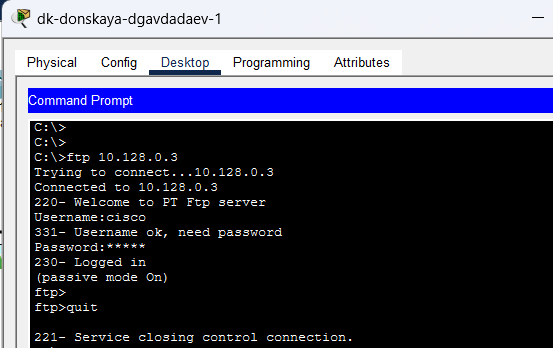 dk-donskaya-dgavdadaev-1
Physical Config Desktop Programming Attributes
Command Prompt
C:\>
C:\>
C:\>ftp 10.128.0.3
Trying to connect...10.128.0.3
Connected to 10.128.0.3
220- Welcome to PT Ftp server
Username:cisco
331- Username ok, need password
Password:*****
230- Logged in
(passive mode On)
ftp>
ftp>quit
221- Service closing control connection.